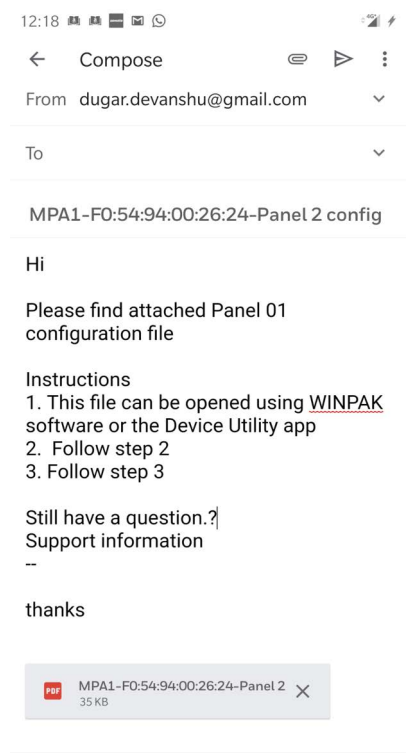 12:18
Compose
From dugar.devanshu@gmail.com
To
MPA1-F0:54:94:00:26:24-Panel 2 config
Hi
Please find attached Panel 01
configuration file
Instructions
1. This file can be opened using WINPAK
software or the Device Utility app
2.  Follow step 2
3. Follow step 3
Still have a question.?
Support information
--
thanks
PDF
MPA1-F0:54:94:00:26:24-Panel 2
35 KB